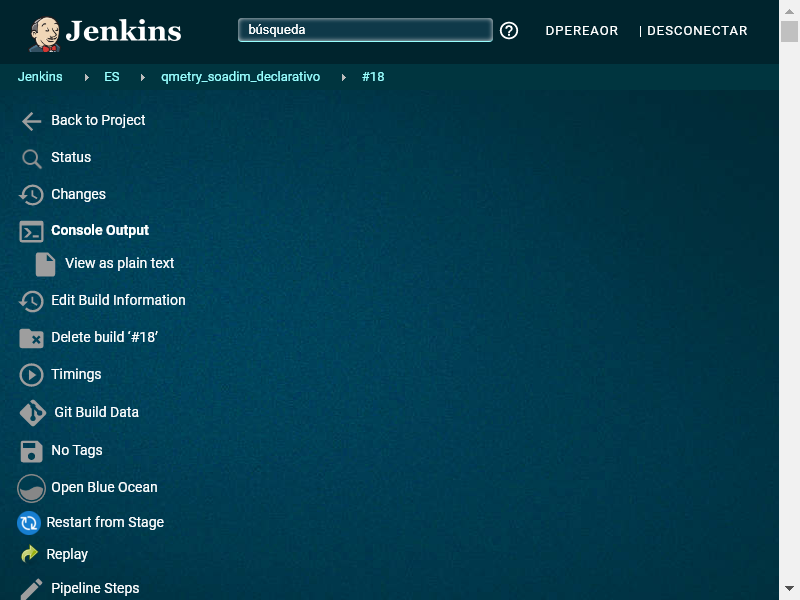 Jenkins búsqueda DPEREAOR | DESCONECTAR
Jenkins ES qmetry_soadim_declarativo #18
Back to Project
Status
Changes
Console Output
View as plain text
Edit Build Information
Delete build ‘#18’
Timings
Git Build Data
No Tags
Open Blue Ocean
Restart from Stage
Replay
Pipeline Steps